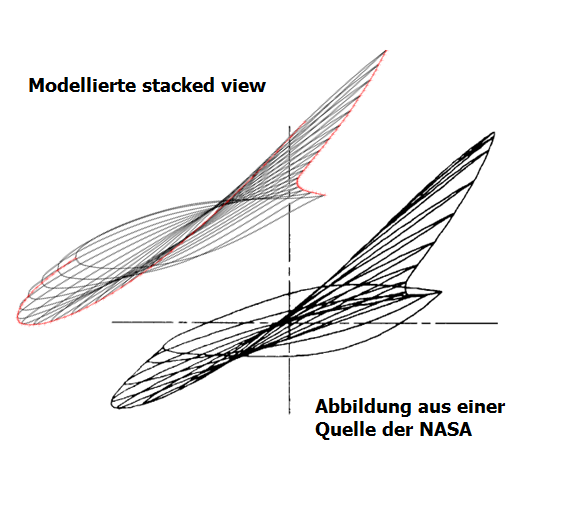 Modellierte stacked view
Abbildung aus einer
Quelle der NASA